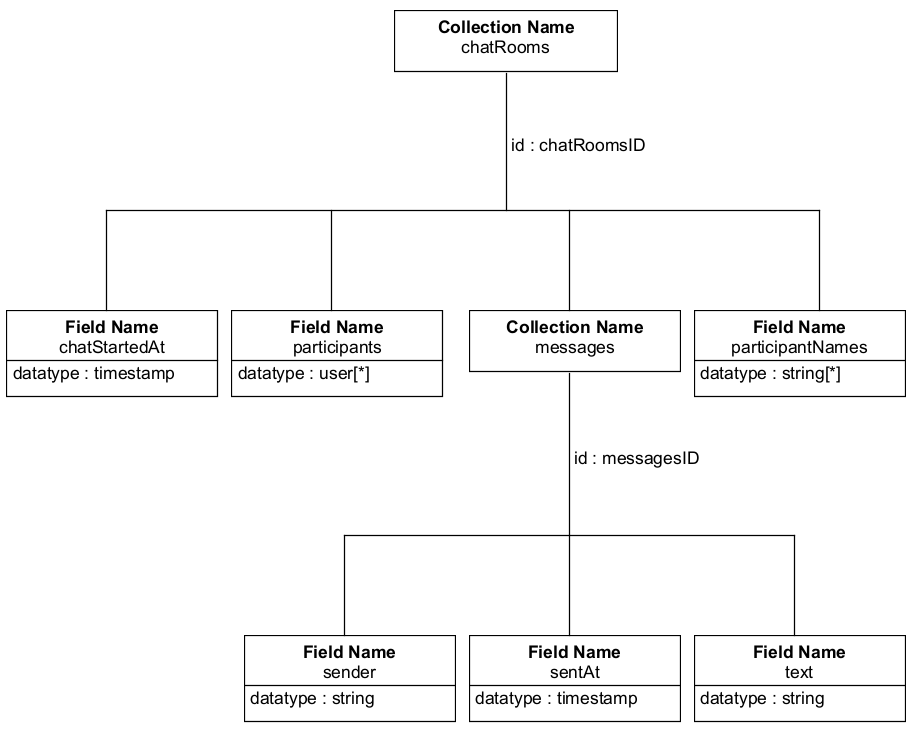 Collection Name
chatRooms
id : chatRoomsID
Field Name
chatStartedAt
datatype : timestamp
Field Name
participants
datatype : user[*]
Collection Name
messages
Field Name
participantNames
datatype : string[*]
id : messagesID
Field Name
sender
datatype : string
Field Name
sentAt
datatype : timestamp
Field Name
text
datatype : string